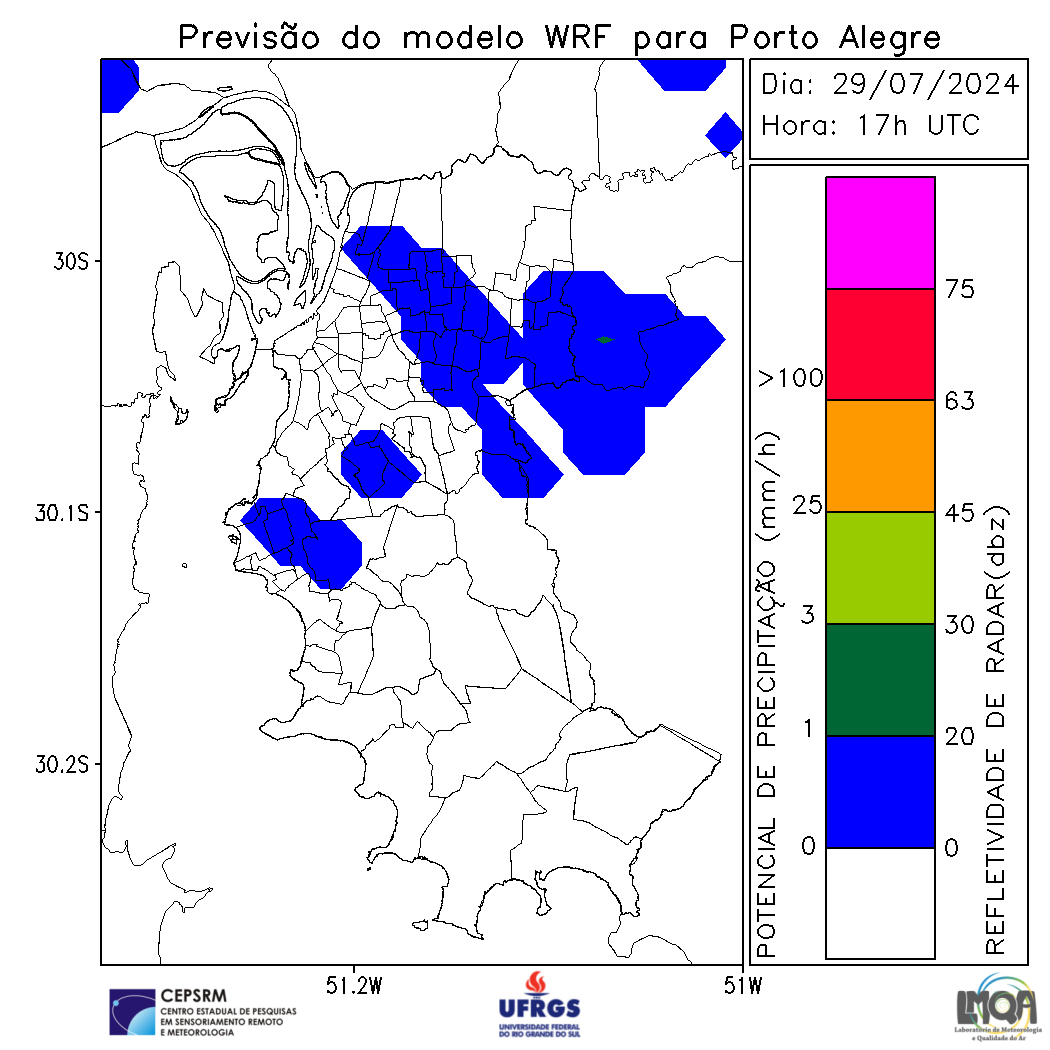 Previsão do modelo WRF para Porto Alegre
Dia: 29/07/2024
Hora: 17h UTC
30S
30.1S
30.2S
51.2W
51W
POTENCIAL DE PRECIPITAÇÃO (mm/h)
>100
25
3
1
0
75
63
45
30
20
0
REFLETIVIDADE DE RADAR(dbz)
CEPSRM
CENTRO ESTADUAL DE PESQUISAS
EM SENSORIAMENTO REMOTO
E METEOROLOGIA
UFRGS
UNIVERSIDADE FEDERAL
DO RIO GRANDE DO SUL
LMQA
Laboratório de Meteorologia
e Qualidade do Ar